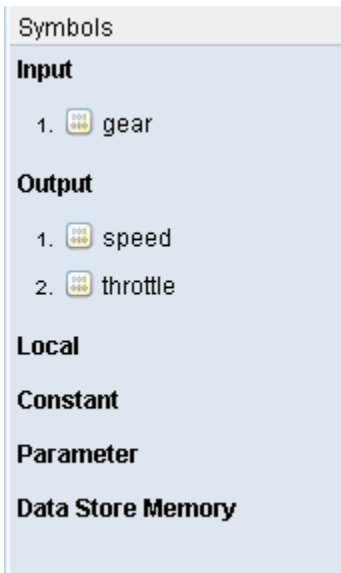 Symbols
Input
1. gear
Output
1. speed
2. throttle
Local
Constant
Parameter
Data Store Memory